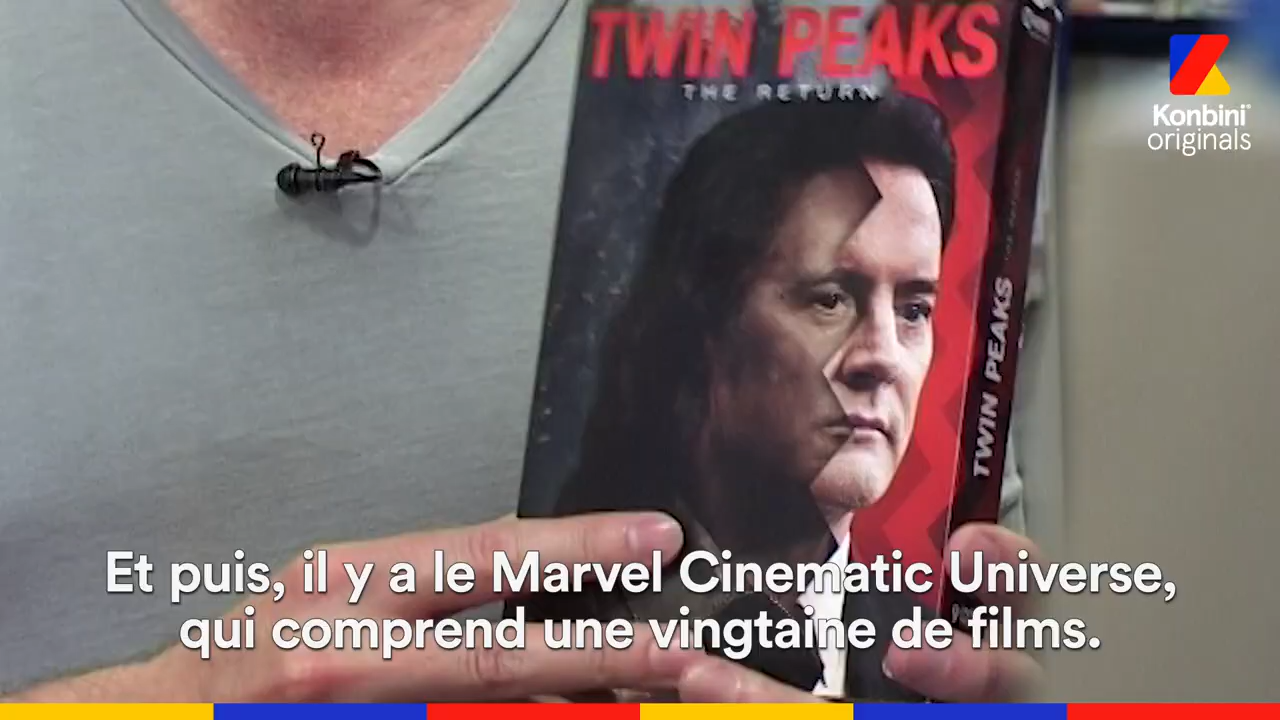 TWIN PEAKS
THE RETURN
Konbini
originals
TWIN PEAKS
Et puis, il y a le Marvel Cinematic Universe,
qui comprend une vingtaine de films.